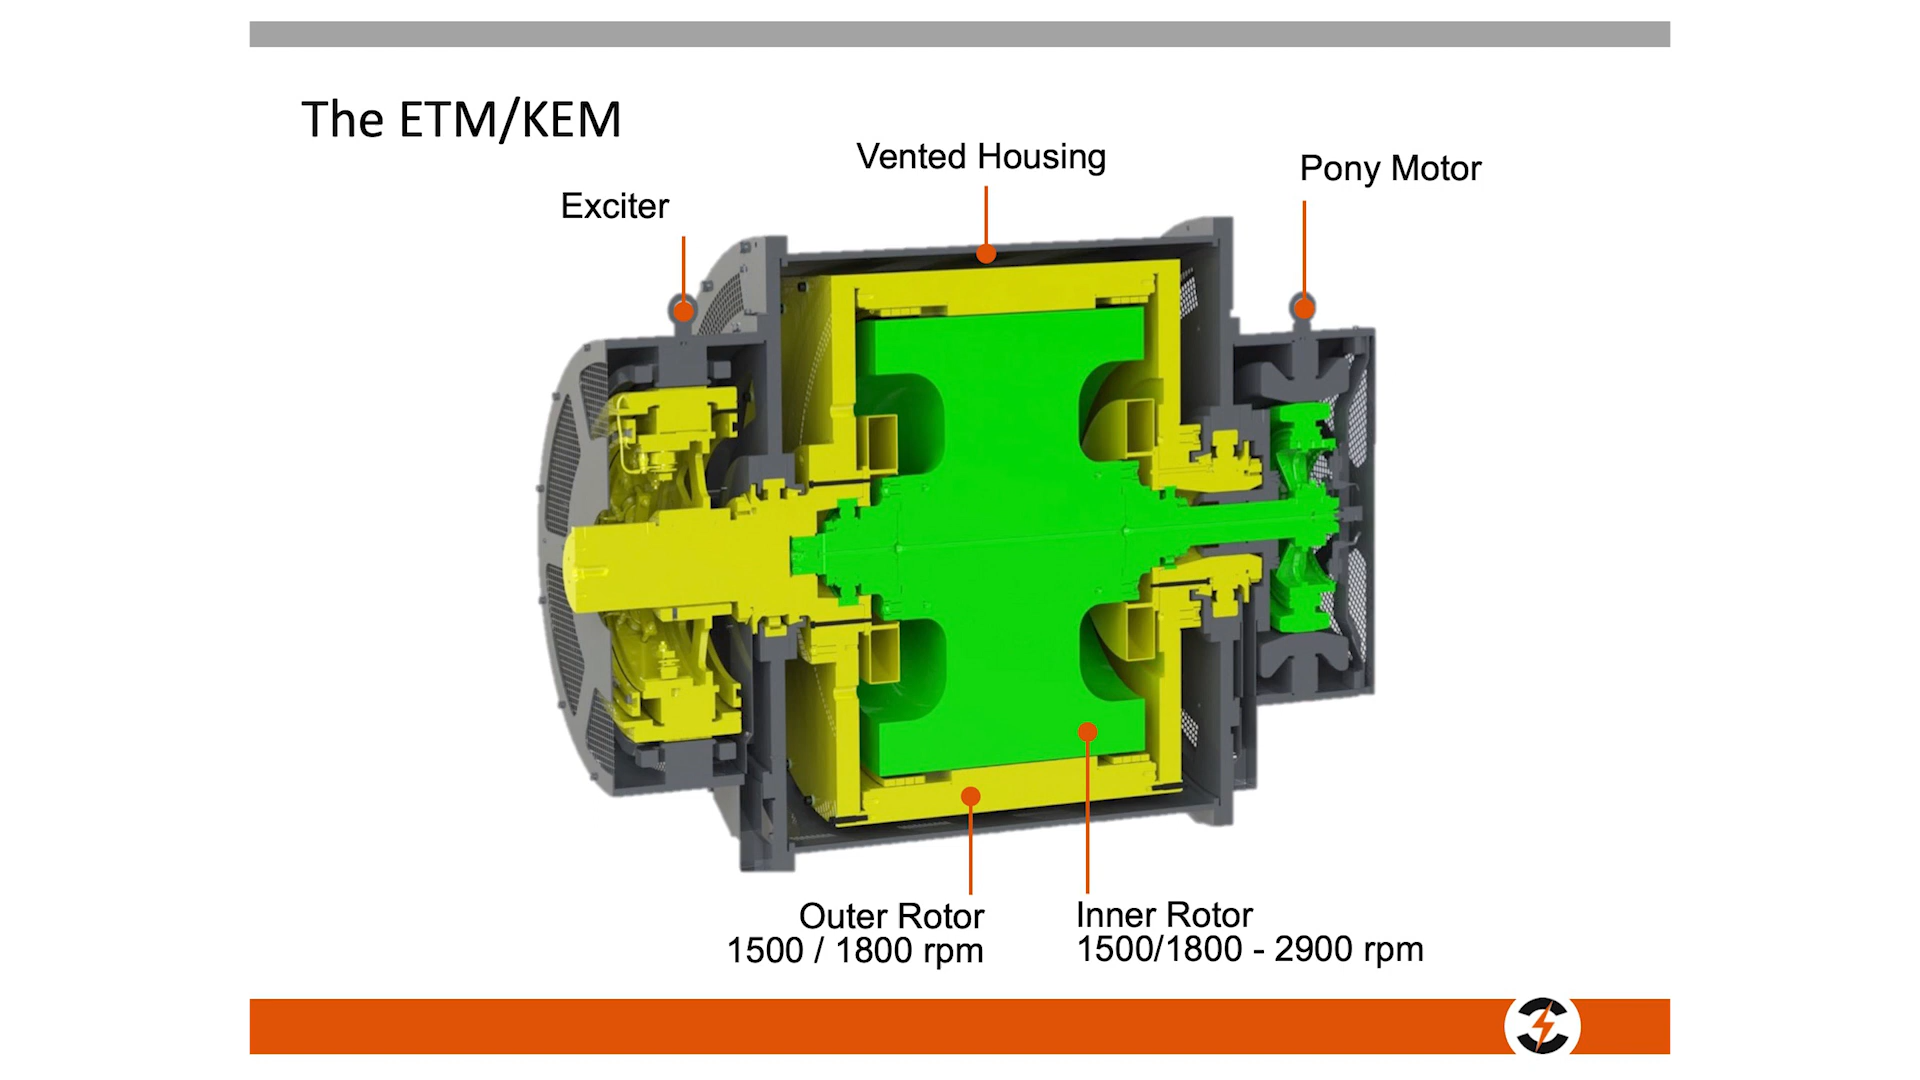 The ETM/KEM
Vented Housing
Pony Motor
Exciter
Outer Rotor
1500 / 1800 rpm
Inner Rotor
1500/1800 - 2900 rpm